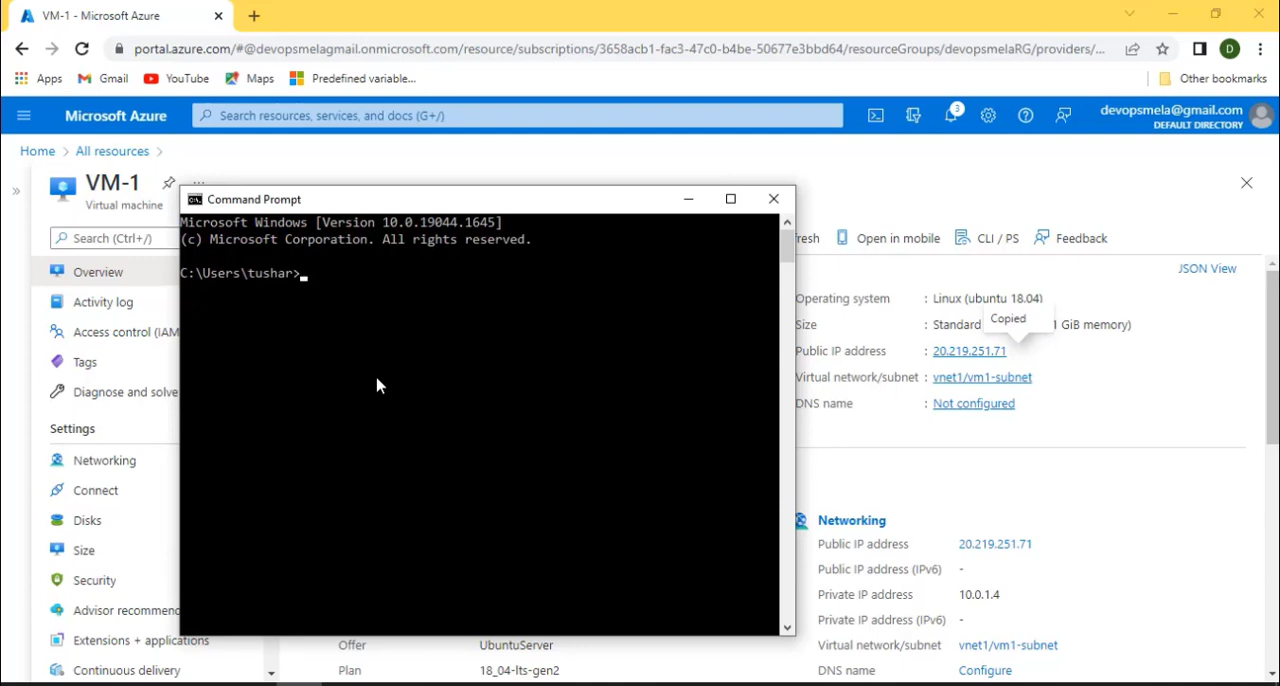 VM-1 - Microsoft Azure
portal.azure.com/#@devopsmelagmail.onmicrosoft.com/resource/subscriptions/3658acb1-fac3-47c0-b4be-50677e3bbd64/resourceGroups/devopsmelaRG/providers/...
D
Apps Gmail YouTube Maps Predefined variable... Other bookmarks
Microsoft Azure
Search resources, services, and docs (G+/)
3
devopsmela@gmail.com
DEFAULT DIRECTORY
Home > All resources >
VM-1
Virtual machine
Search (Ctrl+/)
Overview
Activity log
Access control (IAM
Tags
Diagnose and solve
Settings
Networking
Connect
Disks
Size
Security
Advisor recommend
Extensions + applications
Continuous delivery
Command Prompt
Microsoft Windows [Version 10.0.19044.1645]
(c) Microsoft Corporation. All rights reserved.
C:\Users\tushar>
fresh Open in mobile CLI / PS Feedback
JSON View
Operating system : Linux (ubuntu 18.04)
Copied
Size : Standard 1 GiB memory)
Public IP address : 20.219.251.71
Virtual network/subnet : vnet1/vm1-subnet
DNS name : Not configured
Networking
Public IP address 20.219.251.71
Public IP address (IPv6) -
Private IP address 10.0.1.4
Private IP address (IPv6) -
Virtual network/subnet vnet1/vm1-subnet
DNS name Configure
Offer UbuntuServer
Plan 18_04-lts-gen2